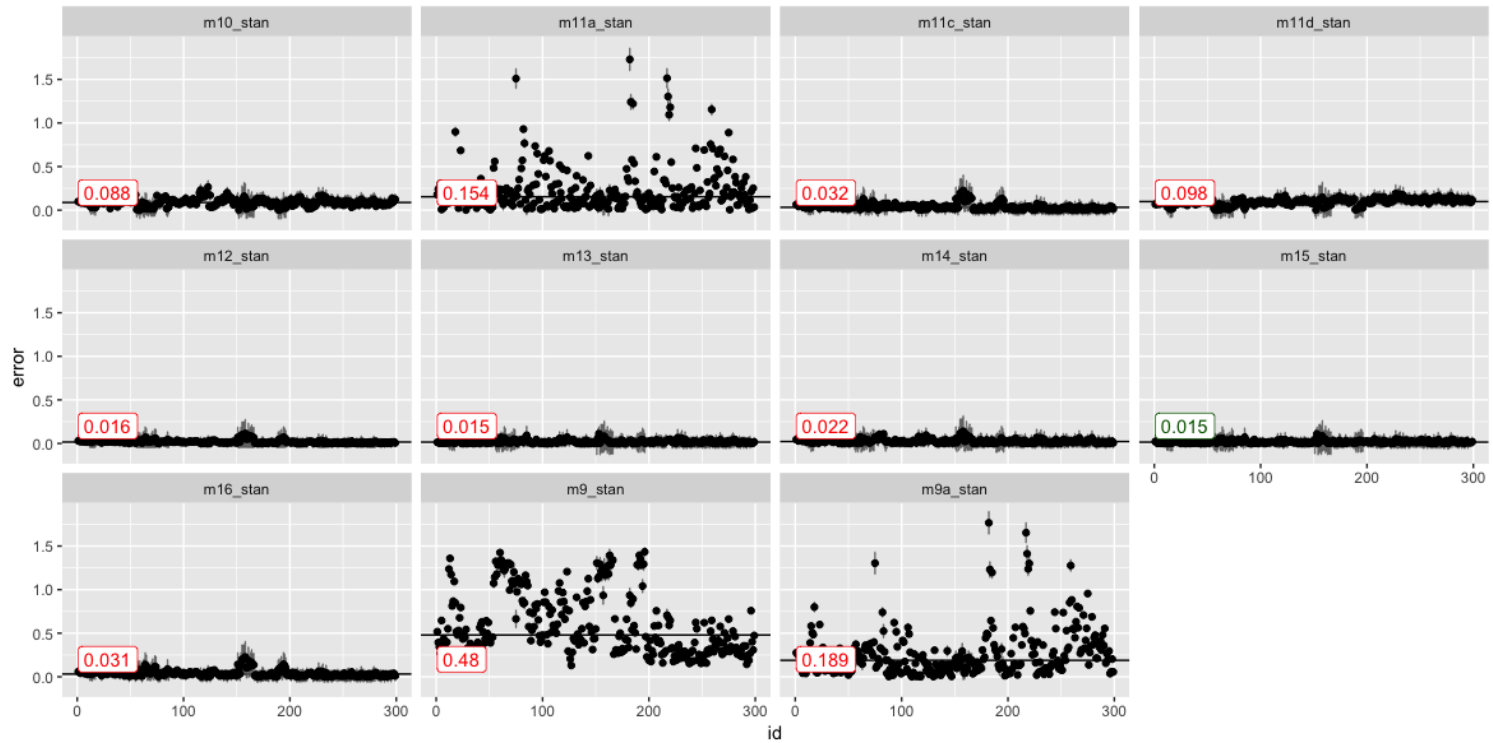 m10_stan m11a_stan m11c_stan m11d_stan
1.5
1.0
0.5
0.0
0.088 0.154 0.032 0.098
m12_stan m13_stan m14_stan m15_stan
1.5
1.0
0.5
0.0
0.016 0.015 0.022 0.015
0 100 200 300
m16_stan m9_stan m9a_stan
1.5
1.0
0.5
0.0
0.031 0.48 0.189
0 100 200 300 0 100 200 300 0 100 200 300
error
id